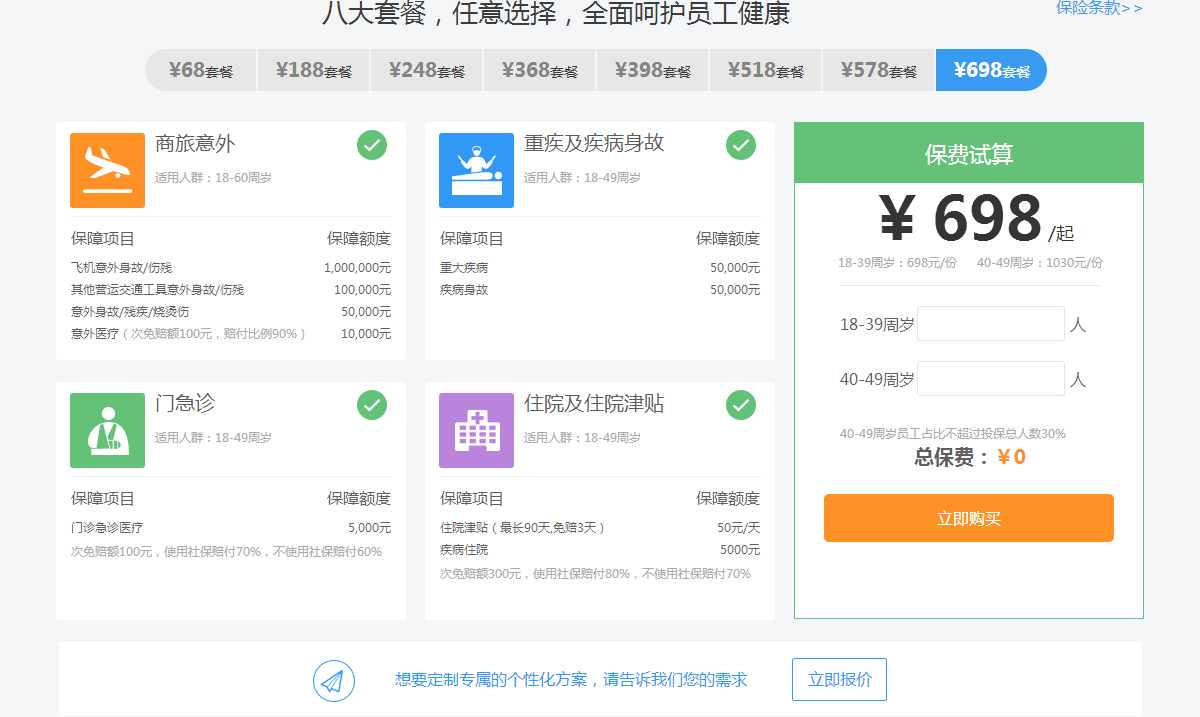 八大套餐，任意选择，全面呵护员工健康
保险条款>>
¥68套餐
¥188套餐
¥248套餐
¥368套餐
¥398套餐
¥518套餐
¥578套餐
¥698套餐
商旅意外
适用人群：18-60周岁
保障项目 保障额度
飞机意外身故/伤残 1,000,000元
其他营运交通工具意外身故/伤残 100,000元
意外身故/残疾/烧烫伤 50,000元
意外医疗（次免赔额100元，赔付比例90%） 10,000元
重疾及疾病身故
适用人群：18-49周岁
保障项目 保障额度
重大疾病 50,000元
疾病身故 50,000元
门急诊
适用人群：18-49周岁
保障项目 保障额度
门诊急诊医疗 5,000元
次免赔额100元，使用社保赔付70%，不使用社保赔付60%
住院及住院津贴
适用人群：18-49周岁
保障项目 保障额度
住院津贴（最长90天,免赔3天） 50元/天
疾病住院 5000元
次免赔额300元，使用社保赔付80%，不使用社保赔付70%
保费试算
¥ 698 /起
18-39周岁：698元/份 40-49周岁：1030元/份
18-39周岁 人
40-49周岁 人
40-49周岁员工占比不超过投保总人数30%
总保费：¥0
立即购买
想要定制专属的个性化方案，请告诉我们您的需求
立即报价